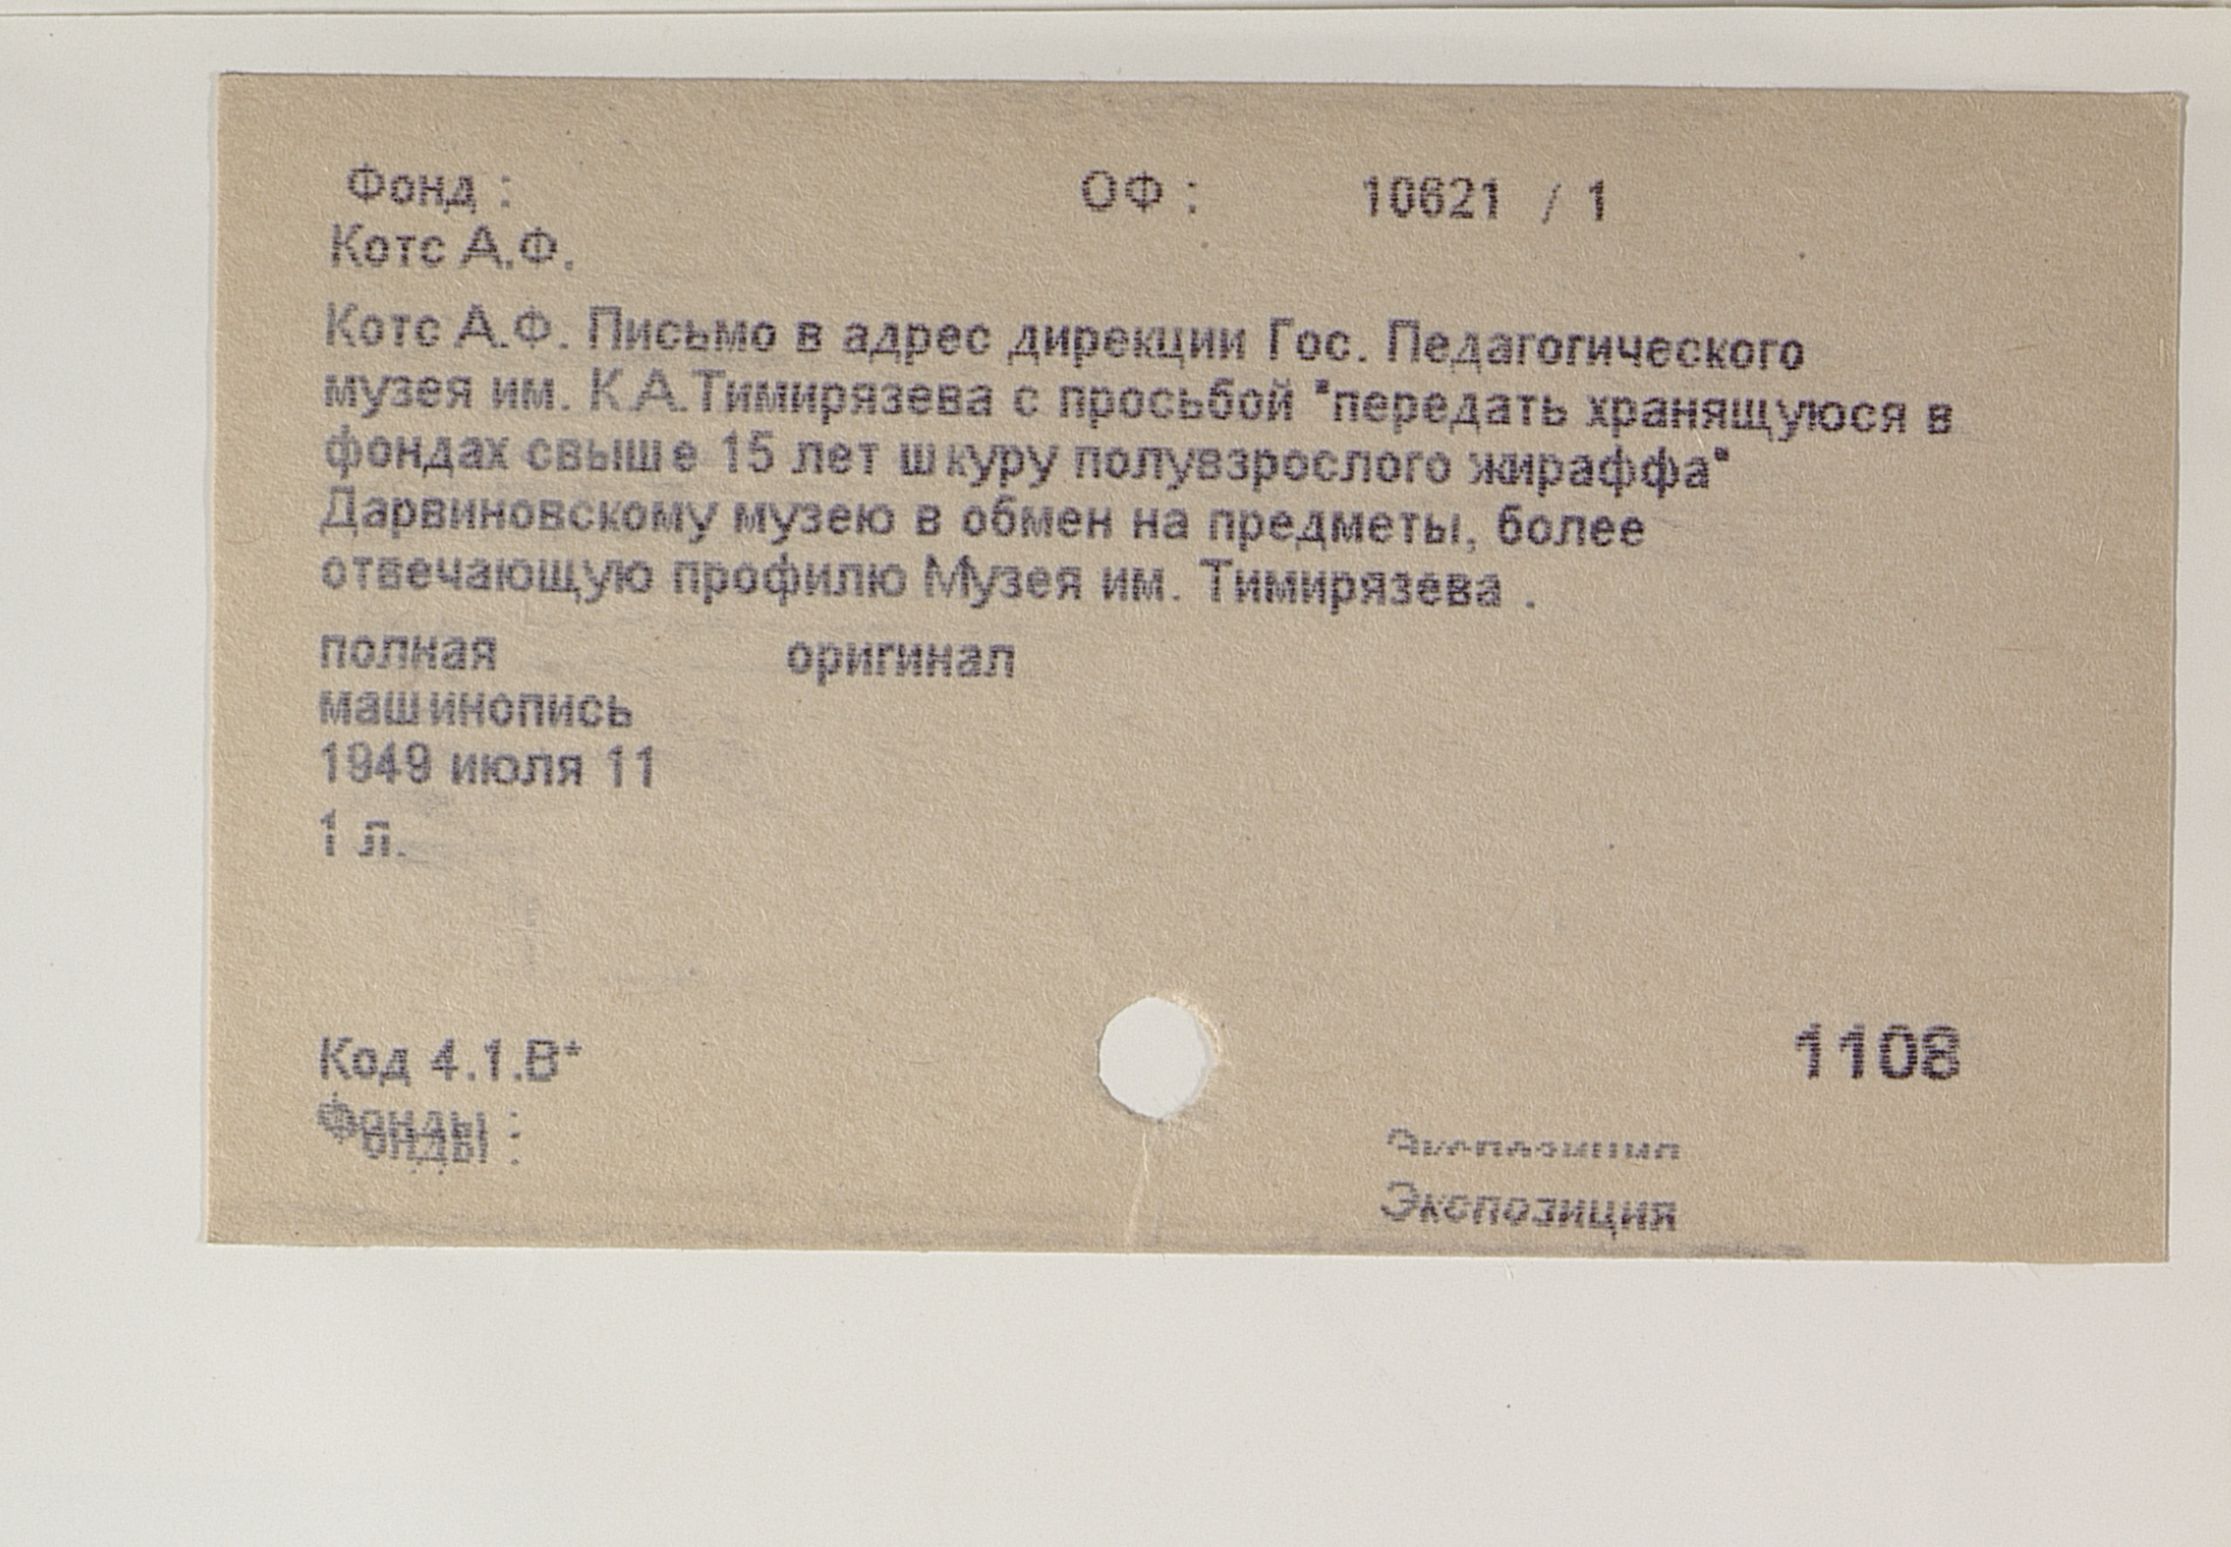 Фонд : ОФ : 10621 / 1
Котс А.Ф.
Котс А.Ф. Письмо в адрес дирекции Гос. Педагогического
музея им. К.А.Тимирязева с просьбой "передать хранящуюся в
фондах свыше 15 лет шкуру полувзрослого жираффа"
Дарвиновскому музею в обмен на предметы, более
отвечающую профилю Музея им. Тимирязева .
полная оригинал
машинопись
1949 июля 11
1 л.
Код 4.1.В+ 1108
Фонды :
Экспозиция
Экспозиция